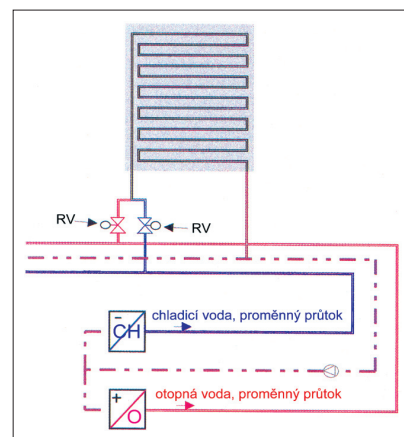 RV
RV
chladicí voda, proměnný průtok
CH
otopná voda, proměnný průtok
+
O